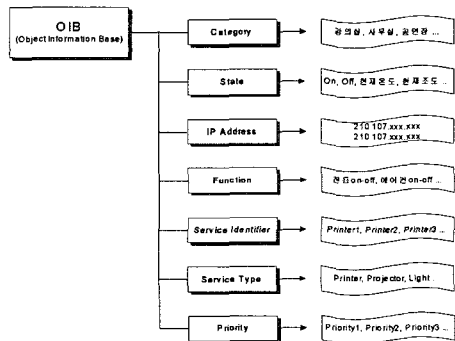 OIB
(Object Information Base)
Category
강의실, 사무실, 공연장 ...
State
On, Off, 현재온도, 현재조도 ...
IP Address
210.107.xxx.xxx
210.107.xxx.xxx
Function
전등on-off, 에어컨on-off ...
Service Identifier
Printer1, Printer2, Printer3 ...
Service Type
Printer, Projector, Light ...
Priority
Priority1, Priority2, Priority3 ...